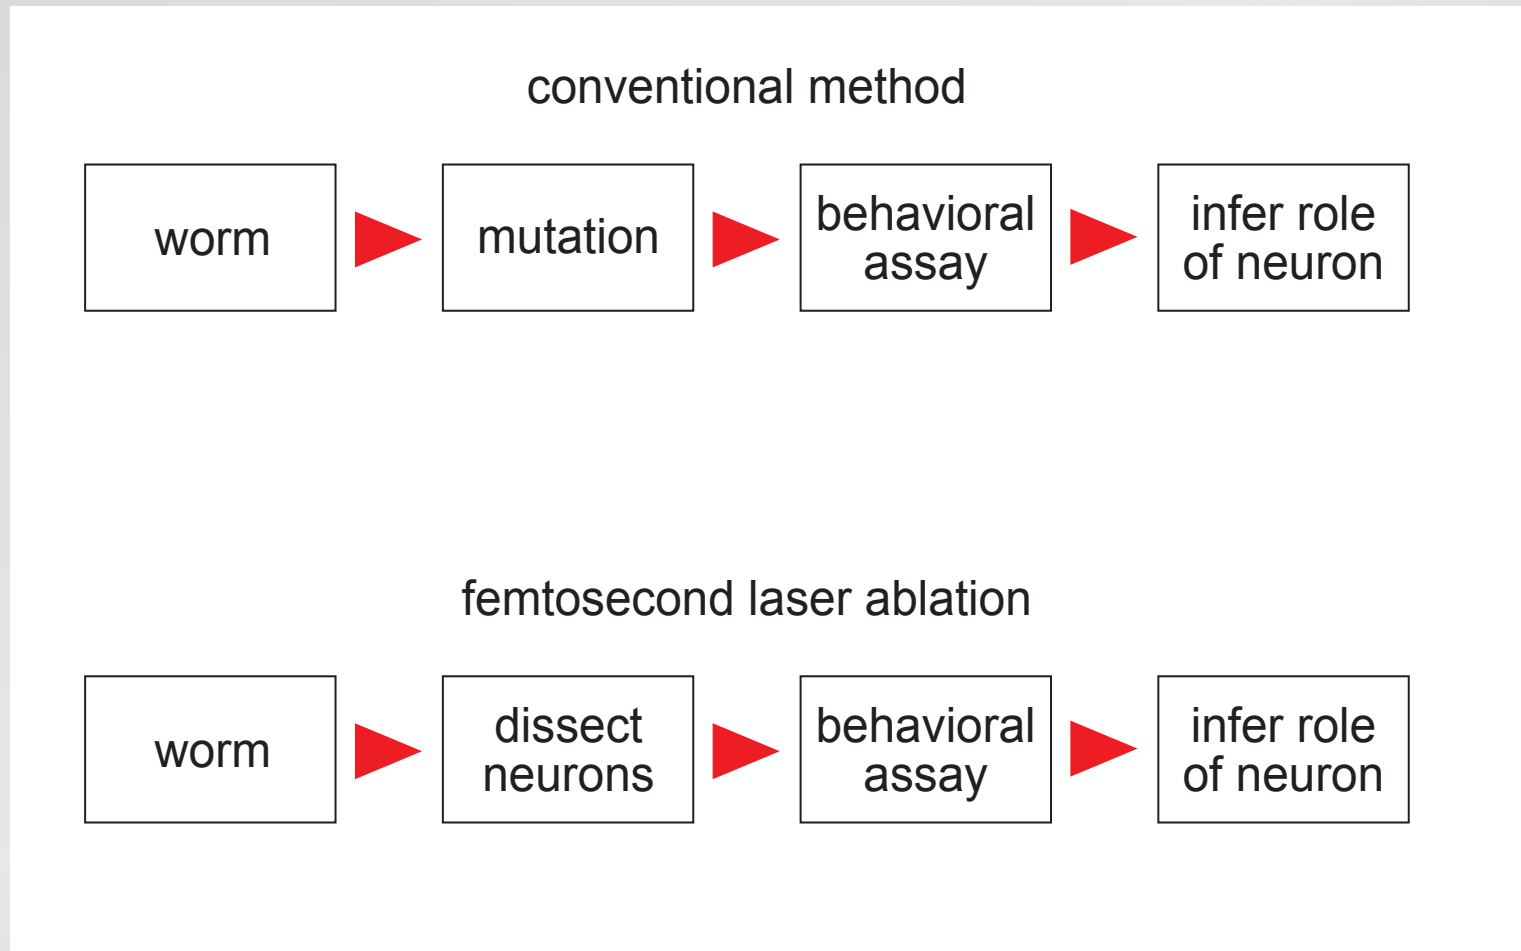 conventional method
worm
mutation
behavioral
assay
infer role
of neuron
femtosecond laser ablation
worm
dissect
neurons
behavioral
assay
infer role
of neuron